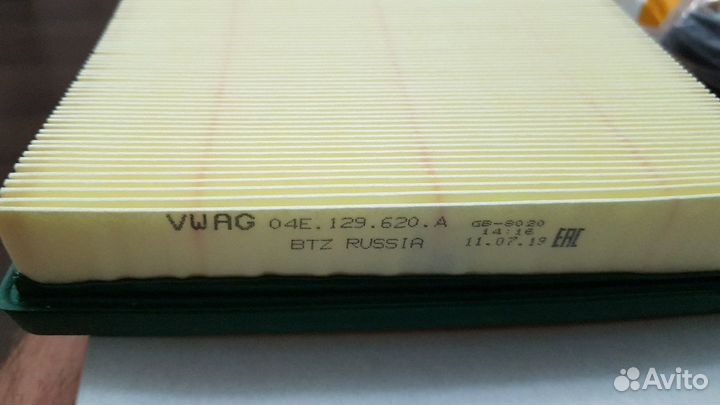 VWAG 04E.129.620.A GB-8020
14:16
BTZ RUSSIA 11.07.19 EAC
Avito